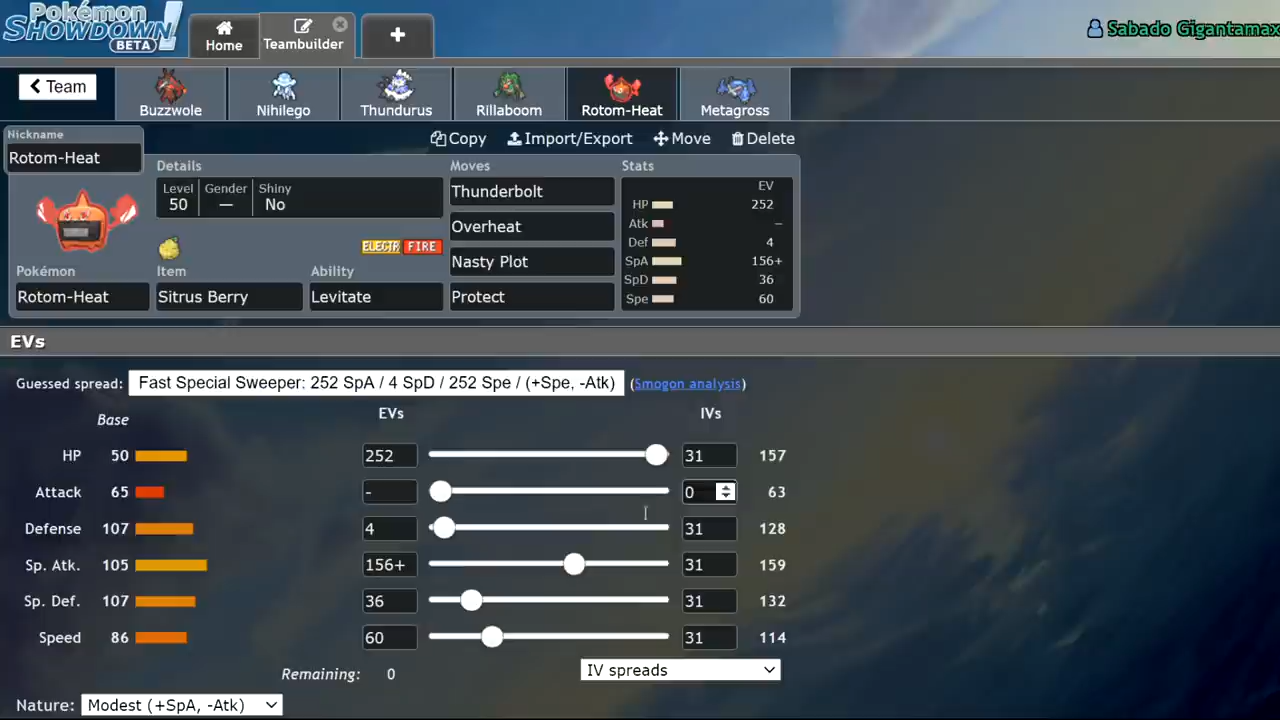 Pokémon
SHOWDOWN!
BETA
Home
Teambuilder
+
Sabado Gigantamax
Team
Buzzwole
Nihilego
Thundurus
Rillaboom
Rotom-Heat
Metagross
Nickname
Rotom-Heat
Copy
Import/Export
Move
Delete
Details
Moves
Stats
Level Gender Shiny
50 — No
ELECTR FIRE
Pokémon
Rotom-Heat
Item
Sitrus Berry
Ability
Levitate
Thunderbolt
Overheat
Nasty Plot
Protect
EV
HP 252
Atk –
Def 4
SpA 156+
SpD 36
Spe 60
EVs
Guessed spread: Fast Special Sweeper: 252 SpA / 4 SpD / 252 Spe / (+Spe, -Atk) (Smogon analysis)
Base EVs IVs
HP 50 252 31 157
Attack 65 - 0 63
Defense 107 4 31 128
Sp. Atk. 105 156+ 31 159
Sp. Def. 107 36 31 132
Speed 86 60 31 114
Remaining: 0 IV spreads
Nature: Modest (+SpA, -Atk)